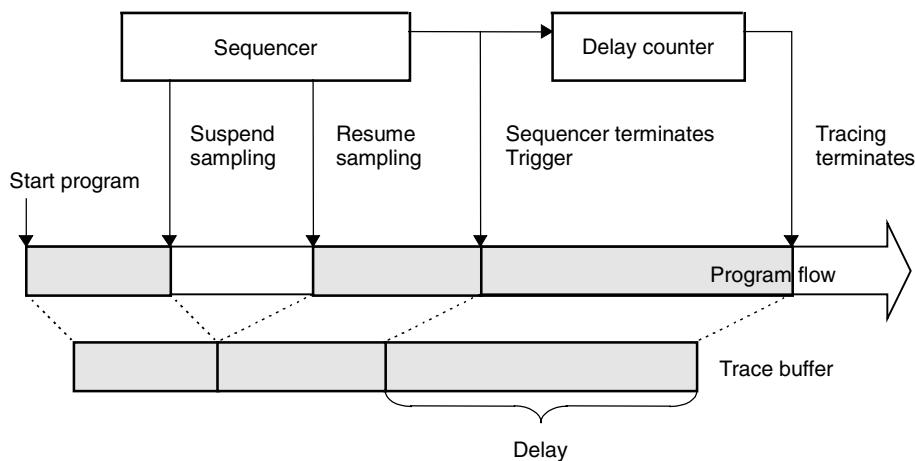 Sequencer
Delay counter
Suspend
sampling
Resume
sampling
Sequencer terminates
Trigger
Tracing
terminates
Start program
Program flow
Trace buffer
Delay